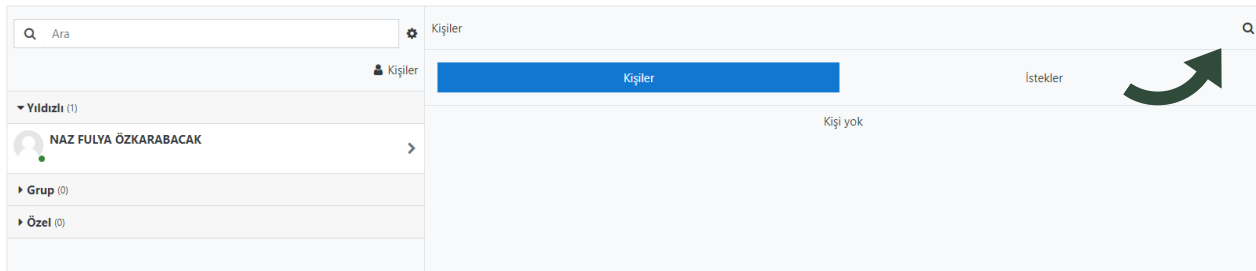 Ara
Kişiler
Yıldızlı (1)
NAZ FULYA ÖZKARABACAK
Grup (0)
Özel (0)
Kişiler
Kişiler
İstekler
Kişi yok